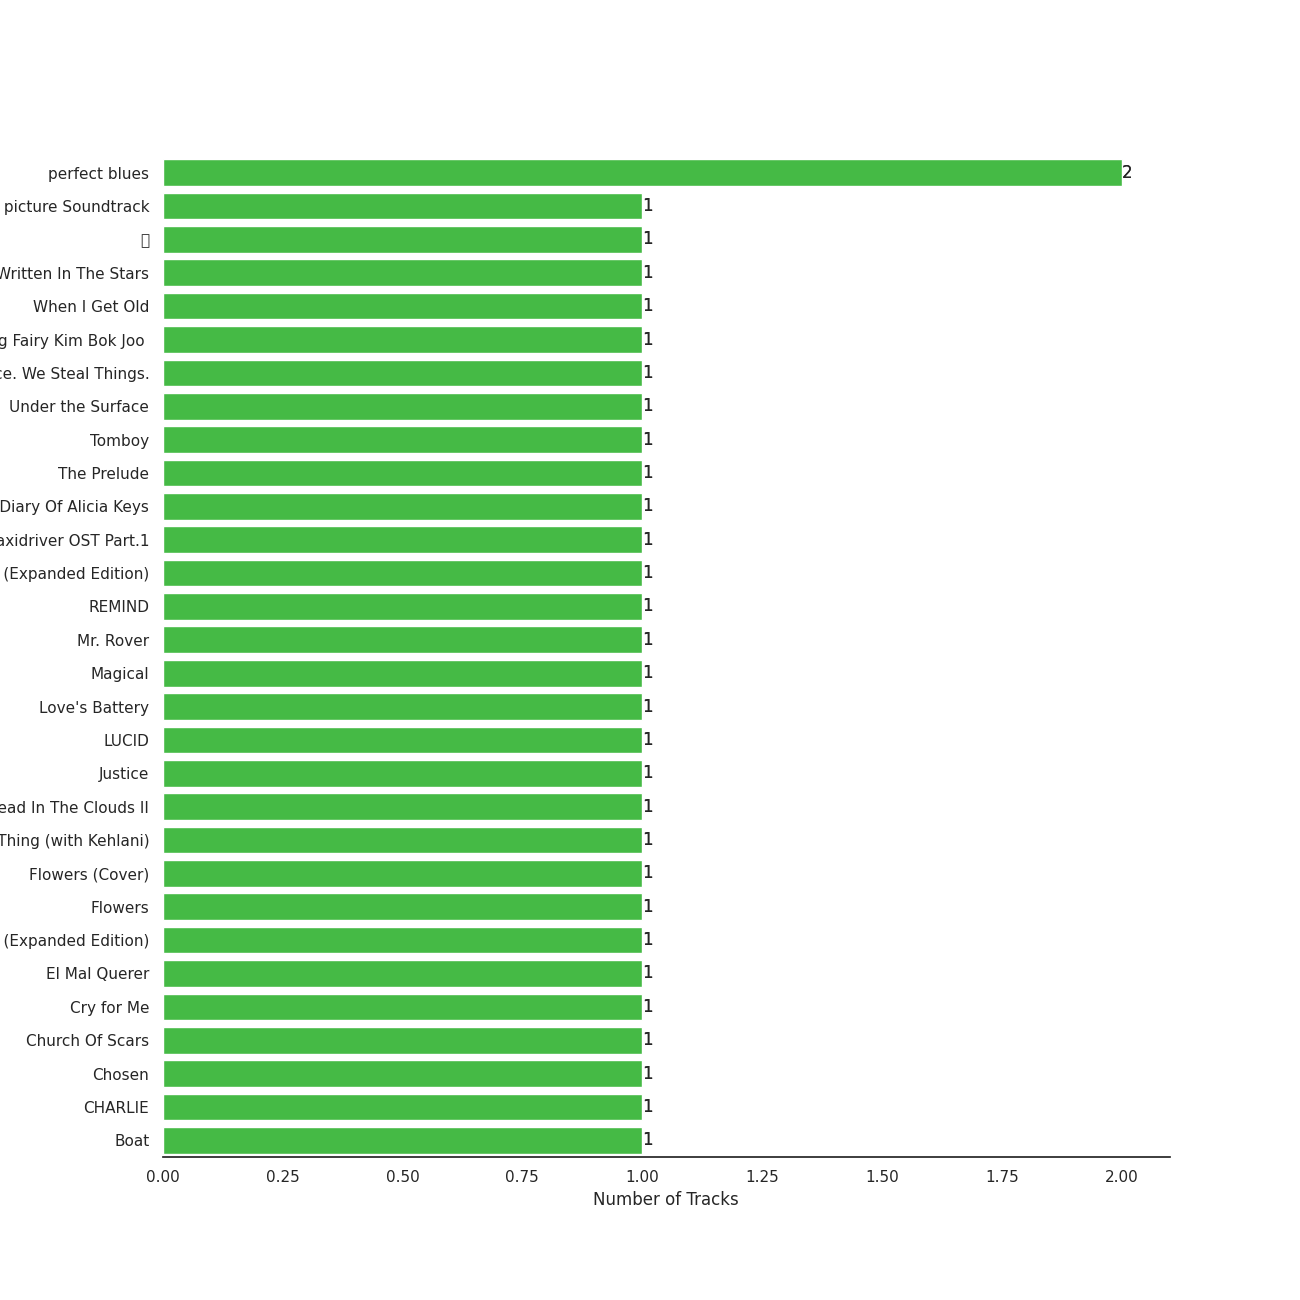 perfect blues 2
picture Soundtrack 1
1
Written In The Stars 1
When I Get Old 1
g Fairy Kim Bok Joo 1
ce. We Steal Things. 1
Under the Surface 1
Tomboy 1
The Prelude 1
Diary Of Alicia Keys 1
axidriver OST Part.1 1
(Expanded Edition) 1
REMIND 1
Mr. Rover 1
Magical 1
Love's Battery 1
LUCID 1
Justice 1
ead In The Clouds II 1
Thing (with Kehlani) 1
Flowers (Cover) 1
Flowers 1
(Expanded Edition) 1
El Mal Querer 1
Cry for Me 1
Church Of Scars 1
Chosen 1
CHARLIE 1
Boat 1
0.00 0.25 0.50 0.75 1.00 1.25 1.50 1.75 2.00
Number of Tracks